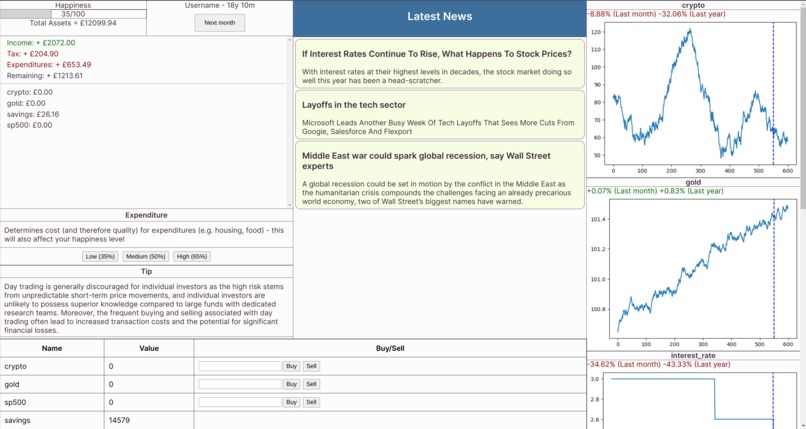 Happiness
35/100
Total Assets = £12099.94
Username - 18y 10m
Next month
Income: + £2072.00
Tax: + £204.90
Expenditures: + £653.49
Remaining: + £1213.61
crypto: £0.00
gold: £0.00
savings: £26.16
sp500: £0.00
Expenditure
Determines cost (and therefore quality) for expenditures (e.g. housing, food) - this
will also affect your happiness level
Low (35%) Medium (50%) High (65%)
Tip
Day trading is generally discouraged for individual investors as the high risk stems
from unpredictable short-term price movements, and individual investors are
unlikely to possess superior knowledge compared to large funds with dedicated
research teams. Moreover, the frequent buying and selling associated with day
trading often lead to increased transaction costs and the potential for significant
financial losses.
Latest News
If Interest Rates Continue To Rise, What Happens To Stock Prices?
With interest rates at their highest levels in decades, the stock market doing so
well this year has been a head-scratcher.
Layoffs in the tech sector
Microsoft Leads Another Busy Week Of Tech Layoffs That Sees More Cuts From
Google, Salesforce And Flexport
Middle East war could spark global recession, say Wall Street
experts
A global recession could be set in motion by the conflict in the Middle East as
the humanitarian crisis compounds the challenges facing an already precarious
world economy, two of Wall Street's biggest names have warned.
Name Value Buy/Sell
crypto 0 Buy Sell
gold 0 Buy Sell
sp500 0 Buy Sell
savings 14579
crypto
-8.88% (Last month) -32.06% (Last year)
120
110
100
90
80
70
60
50
0 100 200 300 400 500 600
gold
+0.07% (Month) +0.83% (Last year)
101.4
101.2
101.0
100.8
0 100 200 300 400 500 600
interest_rate
-34.62% (Last month) -43.33% (Last year)
3.0
2.8
2.6